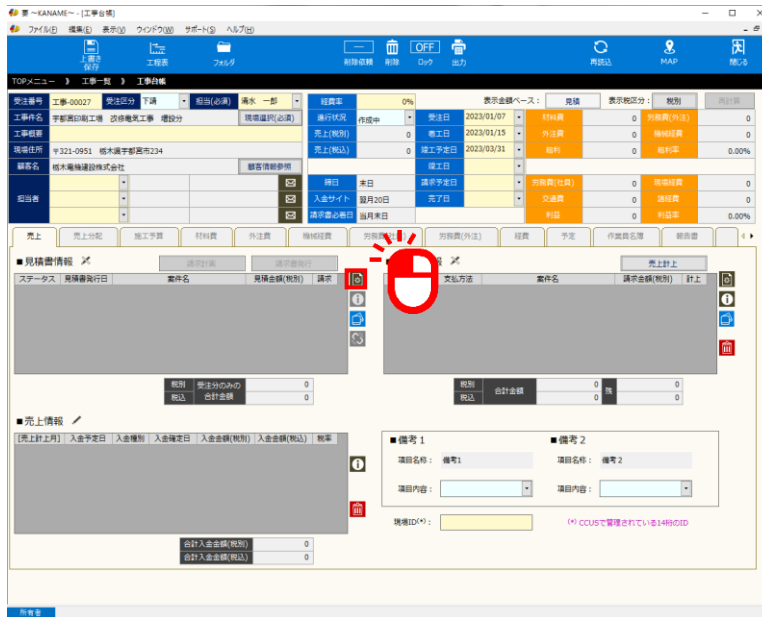 要 ～KANAME～ - [工事台帳]
ファイル(F) 編集(E) 表示(V) ウィンドウ(W) サポート(S) ヘルプ(H)
上書き保存 工程表 フォルダ 削除依頼 削除 OFF ロック 出力 再読込 MAP 閉じる
TOPメニュー 》 工事一覧 》 工事台帳
受注番号 工事-00027 受注区分 下請 担当(必須) 清水 一郎 経費率 0% 表示金額ベース： 見積 表示税区分： 税別 再計算
工事件名 宇都宮印刷工場 改修電気工事 増設分 現場選択(必須) 進行状況 作成中 受注日 2023/01/07 材料費 0 労務費(外注) 0
工事概要 売上(税別) 0 着工日 2023/01/15 外注費 0 機械経費 0
現場住所 〒321-0951 栃木県宇都宮市234 売上(税込) 0 竣工予定日 2023/03/31 粗利 0 粗利率 0.00%
顧客名 栃木電機建設株式会社 顧客情報参照 竣工日
担当者 締日 末日 請求予定日 労務費(社員) 0 現場経費 0
入金サイト 翌月20日 完了日 交通費 0 諸経費 0
請求書必着日 当月末日 利益 0 利益率 0.00%
売上 売上分配 施工予算 材料費 外注費 機械経費 労務費 労務費(外注) 経費 予定 作業員名簿 報告書
■見積書情報 請求計画 請求書発行 売上計上
ステータス 見積書発行日 案件名 見積金額(税別) 請求 支払方法 案件名 請求金額(税別) 計上
税別 受注分のみの 0 税別 合計金額 0 残 0
税込 合計金額 0 税込 0 0
■売上情報
[売上計上月] 入金予定日 入金種別 入金確定日 入金金額(税別) 入金金額(税込) 税率
■備考1 ■備考2
項目名称： 備考1 項目名称： 備考2
項目内容： 項目内容：
現場ID(*)： (*) CCUSで管理されている14桁のID
合計入金金額(税別) 0
合計入金金額(税込) 0
所有者